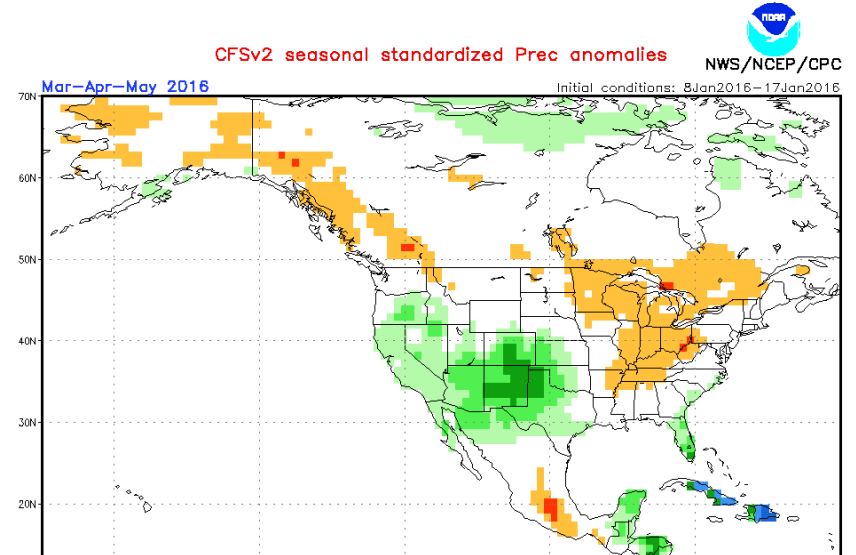 NOAA
CFSv2 seasonal standardized Prec anomalies
NWS/NCEP/CPC
Mar-Apr-May 2016
Initial conditions: 8Jan2016-17Jan2016
70N
60N
50N
40N
30N
20N